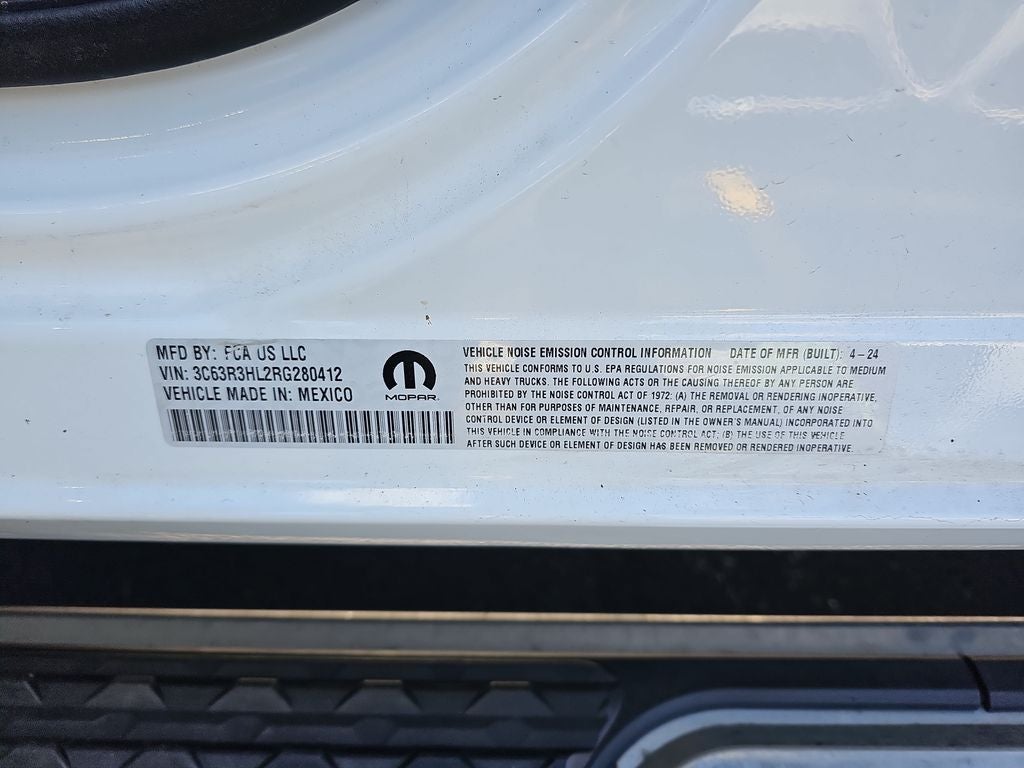 MFD BY: FCA US LLC
VIN: 3C63R3HL2RG280412
VEHICLE MADE IN: MEXICO
MOPAR
VEHICLE NOISE EMISSION CONTROL INFORMATION DATE OF MFR (BUILT): 4-24
THIS VEHICLE CONFORMS TO U.S. EPA REGULATIONS FOR NOISE EMISSION APPLICABLE TO MEDIUM
AND HEAVY TRUCKS. THE FOLLOWING ACTS OR THE CAUSING THEREOF BY ANY PERSON ARE
PROHIBITED BY THE NOISE CONTROL ACT OF 1972: (A) THE REMOVAL OR RENDERING INOPERATIVE,
OTHER THAN FOR PURPOSES OF MAINTENANCE, REPAIR, OR REPLACEMENT, OF ANY NOISE
CONTROL DEVICE OR ELEMENT OF DESIGN (LISTED IN THE OWNER'S MANUAL) INCORPORATED INTO
THIS VEHICLE IN COMPLIANCE WITH THE NOISE CONTROL ACT; (B) THE USE OF THIS VEHICLE
AFTER SUCH DEVICE OR ELEMENT OF DESIGN HAS BEEN REMOVED OR RENDERED INOPERATIVE.